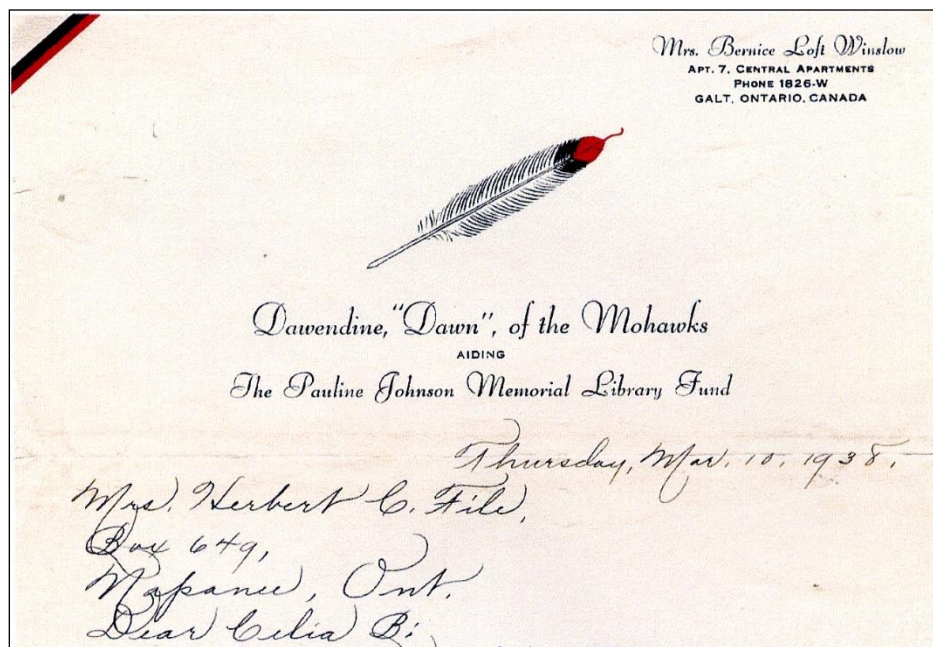 Mrs. Bernice Loft Winslow
APT. 7, CENTRAL APARTMENTS
PHONE 1826-W
GALT, ONTARIO, CANADA
Dawendine, "Dawn", of the Mohawks
AIDING
The Pauline Johnson Memorial Library Fund
Thursday, Mar. 10, 1938.
Mrs. Herbert C. File,
Box 649,
Napanee, Ont.
Dear Celia B: